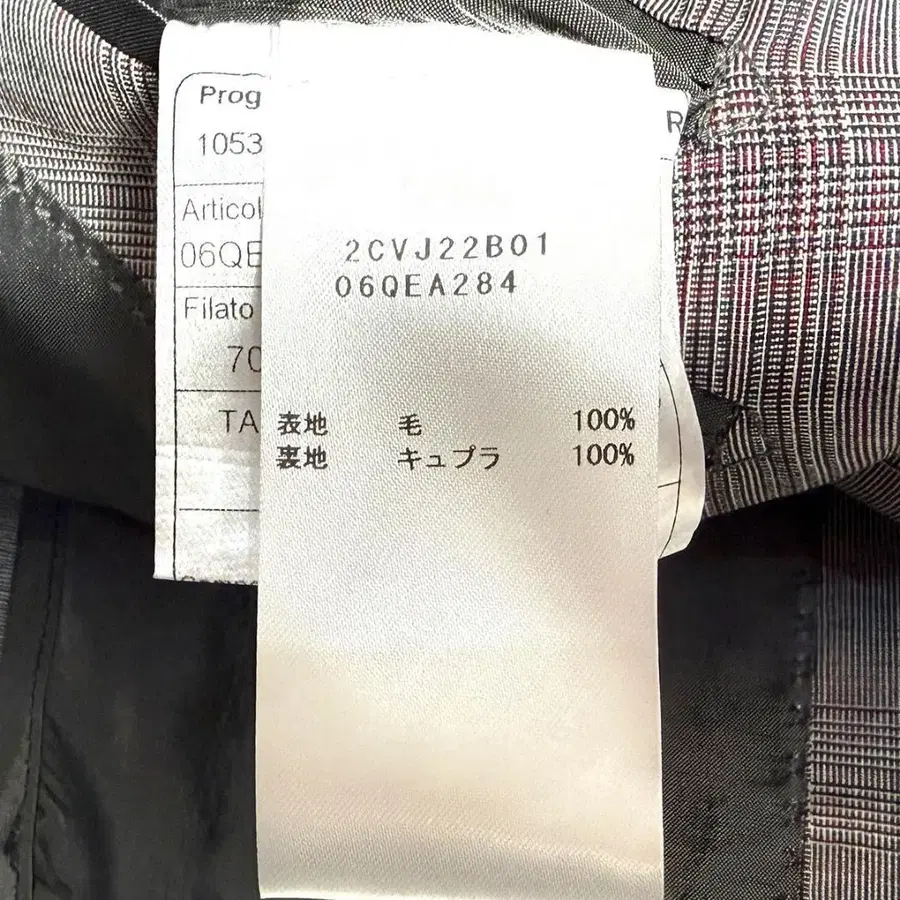 Prog
1053
Articol
06QE
Filato
70
TA
R
2CVJ22B01
06QEA284
表地 毛 100%
裏地 キュプラ 100%